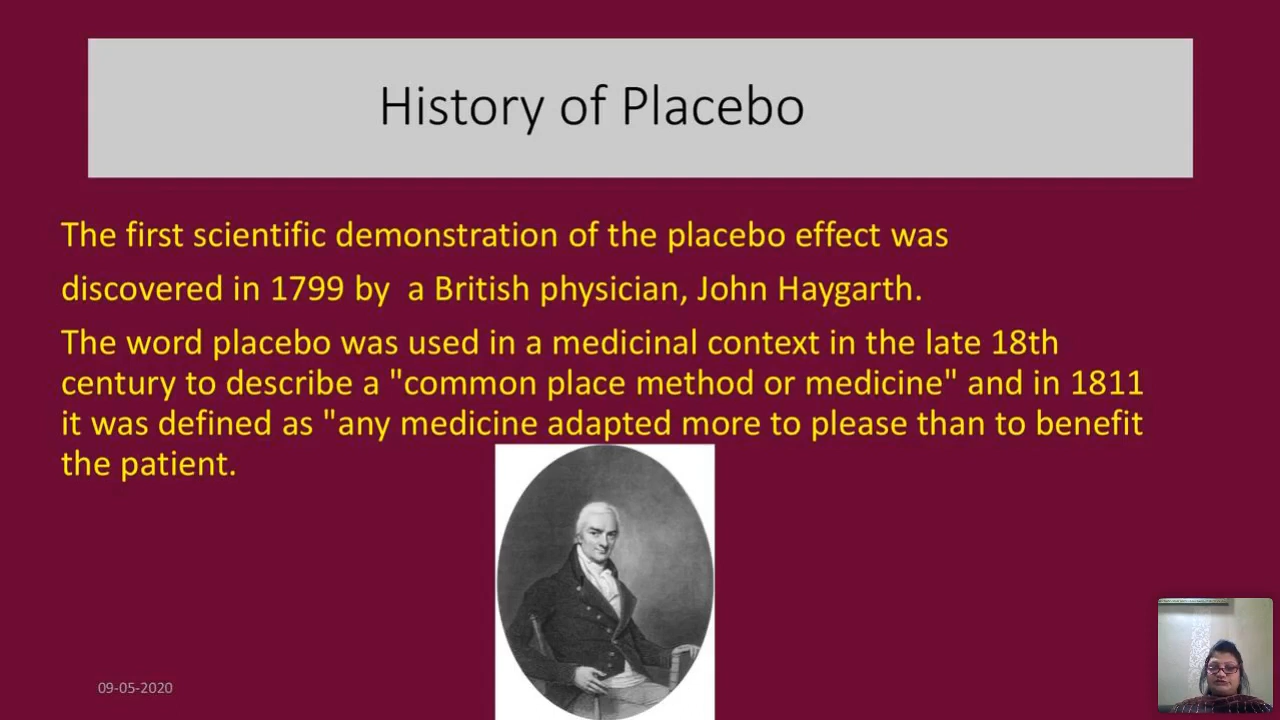 History of Placebo
The first scientific demonstration of the placebo effect was
discovered in 1799 by  a British physician, John Haygarth.
The word placebo was used in a medicinal context in the late 18th
century to describe a "common place method or medicine" and in 1811
it was defined as "any medicine adapted more to please than to benefit
the patient.
09-05-2020